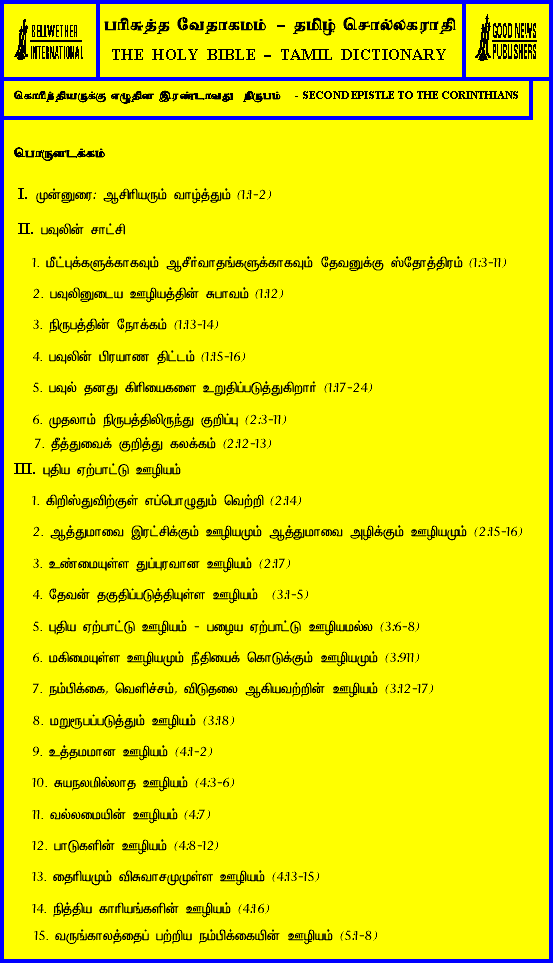 BELLWETHER
INTERNATIONAL
பரிசுத்த வேதாகமம் – தமிழ் சொல்லகராதி
THE HOLY BIBLE – TAMIL DICTIONARY
GOOD NEWS
PUBLISHERS
கொரிந்தியருக்கு எழுதின இரண்டாவது நிருபம் - SECOND EPISTLE TO THE CORINTHIANS
பொருளடக்கம்
I. முன்னுரை: ஆசிரியரும் வாழ்த்தும் (1:1-2)
II. பவுலின் சாட்சி
1. மீட்புக்களுக்காகவும் ஆசீர்வாதங்களுக்காகவும் தேவனுக்கு ஸ்தோத்திரம் (1:3-11)
2. பவுலினுடைய ஊழியத்தின் சுபாவம் (1:12)
3. நிருபத்தின் நோக்கம் (1:13-14)
4. பவுலின் பிரயாண திட்டம் (1:15-16)
5. பவுல் தனது கிரியைகளை உறுதிப்படுத்துகிறார் (1:17-24)
6. முதலாம் நிருபத்திலிருந்து குறிப்பு (2:3-11)
7. தீத்துவைக் குறித்து கலக்கம் (2:12-13)
III. புதிய ஏற்பாட்டு ஊழியம்
1. கிறிஸ்துவிற்குள் எப்பொழுதும் வெற்றி (2:14)
2. ஆத்துமாவை இரட்சிக்கும் ஊழியமும் ஆத்துமாவை அழிக்கும் ஊழியமும் (2:15-16)
3. உண்மையுள்ள துப்புரவான ஊழியம் (2:17)
4. தேவன் தகுதிப்படுத்தியுள்ள ஊழியம் (3:1-5)
5. புதிய ஏற்பாட்டு ஊழியம் - பழைய ஏற்பாட்டு ஊழியமல்ல (3:6-8)
6. மகிமையுள்ள ஊழியமும் நீதியைக் கொடுக்கும் ஊழியமும் (3:911)
7. நம்பிக்கை, வெளிச்சம், விடுதலை ஆகியவற்றின் ஊழியம் (3:12-17)
8. மறுரூபப்படுத்தும் ஊழியம் (3:18)
9. உத்தமமான ஊழியம் (4:1-2)
10. சுயநலமில்லாத ஊழியம் (4:3-6)
11. வல்லமையின் ஊழியம் (4:7)
12. பாடுகளின் ஊழியம் (4:8-12)
13. தைரியமும் விசுவாசமுமுள்ள ஊழியம் (4:13-15)
14. நித்திய காரியங்களின் ஊழியம் (4:16)
15. வருங்காலத்தைப் பற்றிய நம்பிக்கையின் ஊழியம் (5:1-8)